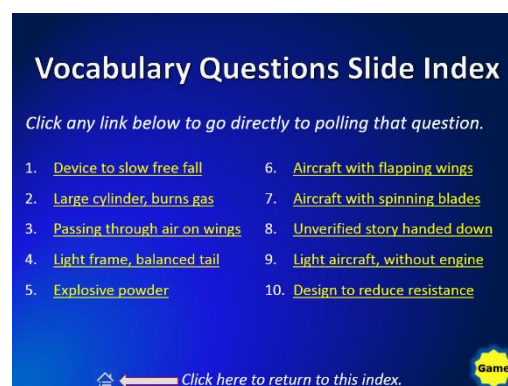 Vocabulary Questions Slide Index
Click any link below to go directly to polling that question.
1. Device to slow free fall
2. Large cylinder, burns gas
3. Passing through air on wings
4. Light frame, balanced tail
5. Explosive powder
6. Aircraft with flapping wings
7. Aircraft with spinning blades
8. Unverified story handed down
9. Light aircraft, without engine
10. Design to reduce resistance
Game
Click here to return to this index.